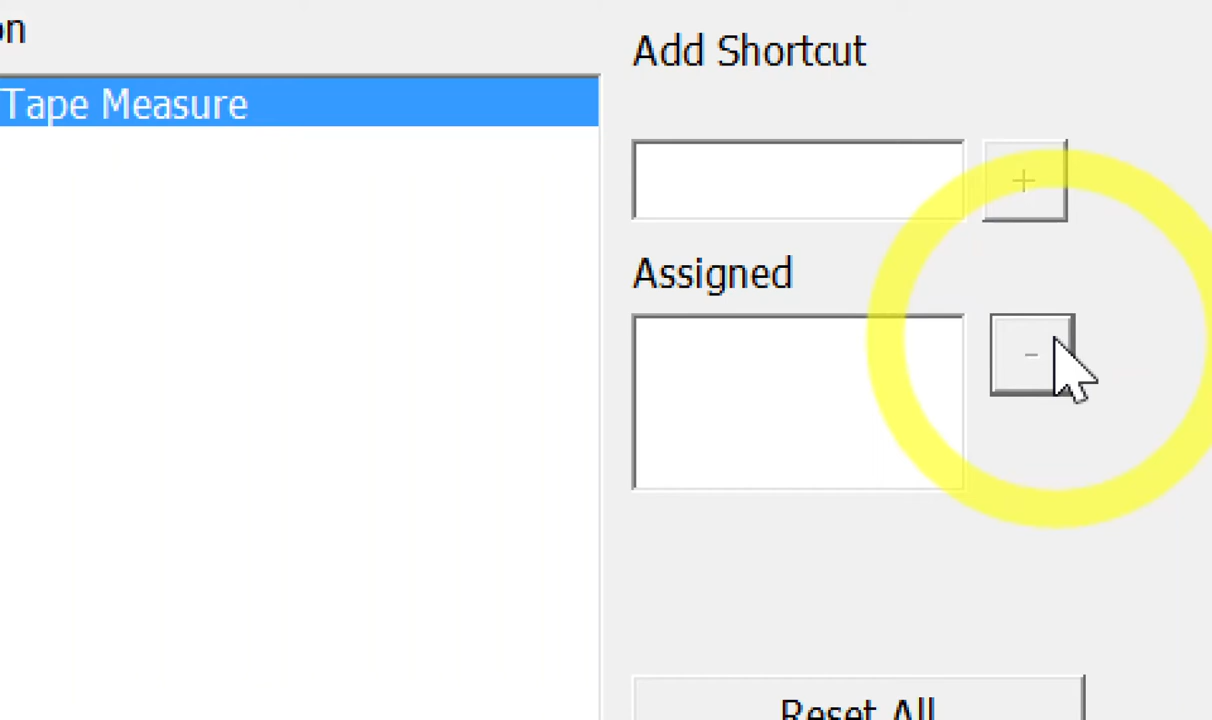 on
Tape Measure
Add Shortcut
+
Assigned
-
Reset All